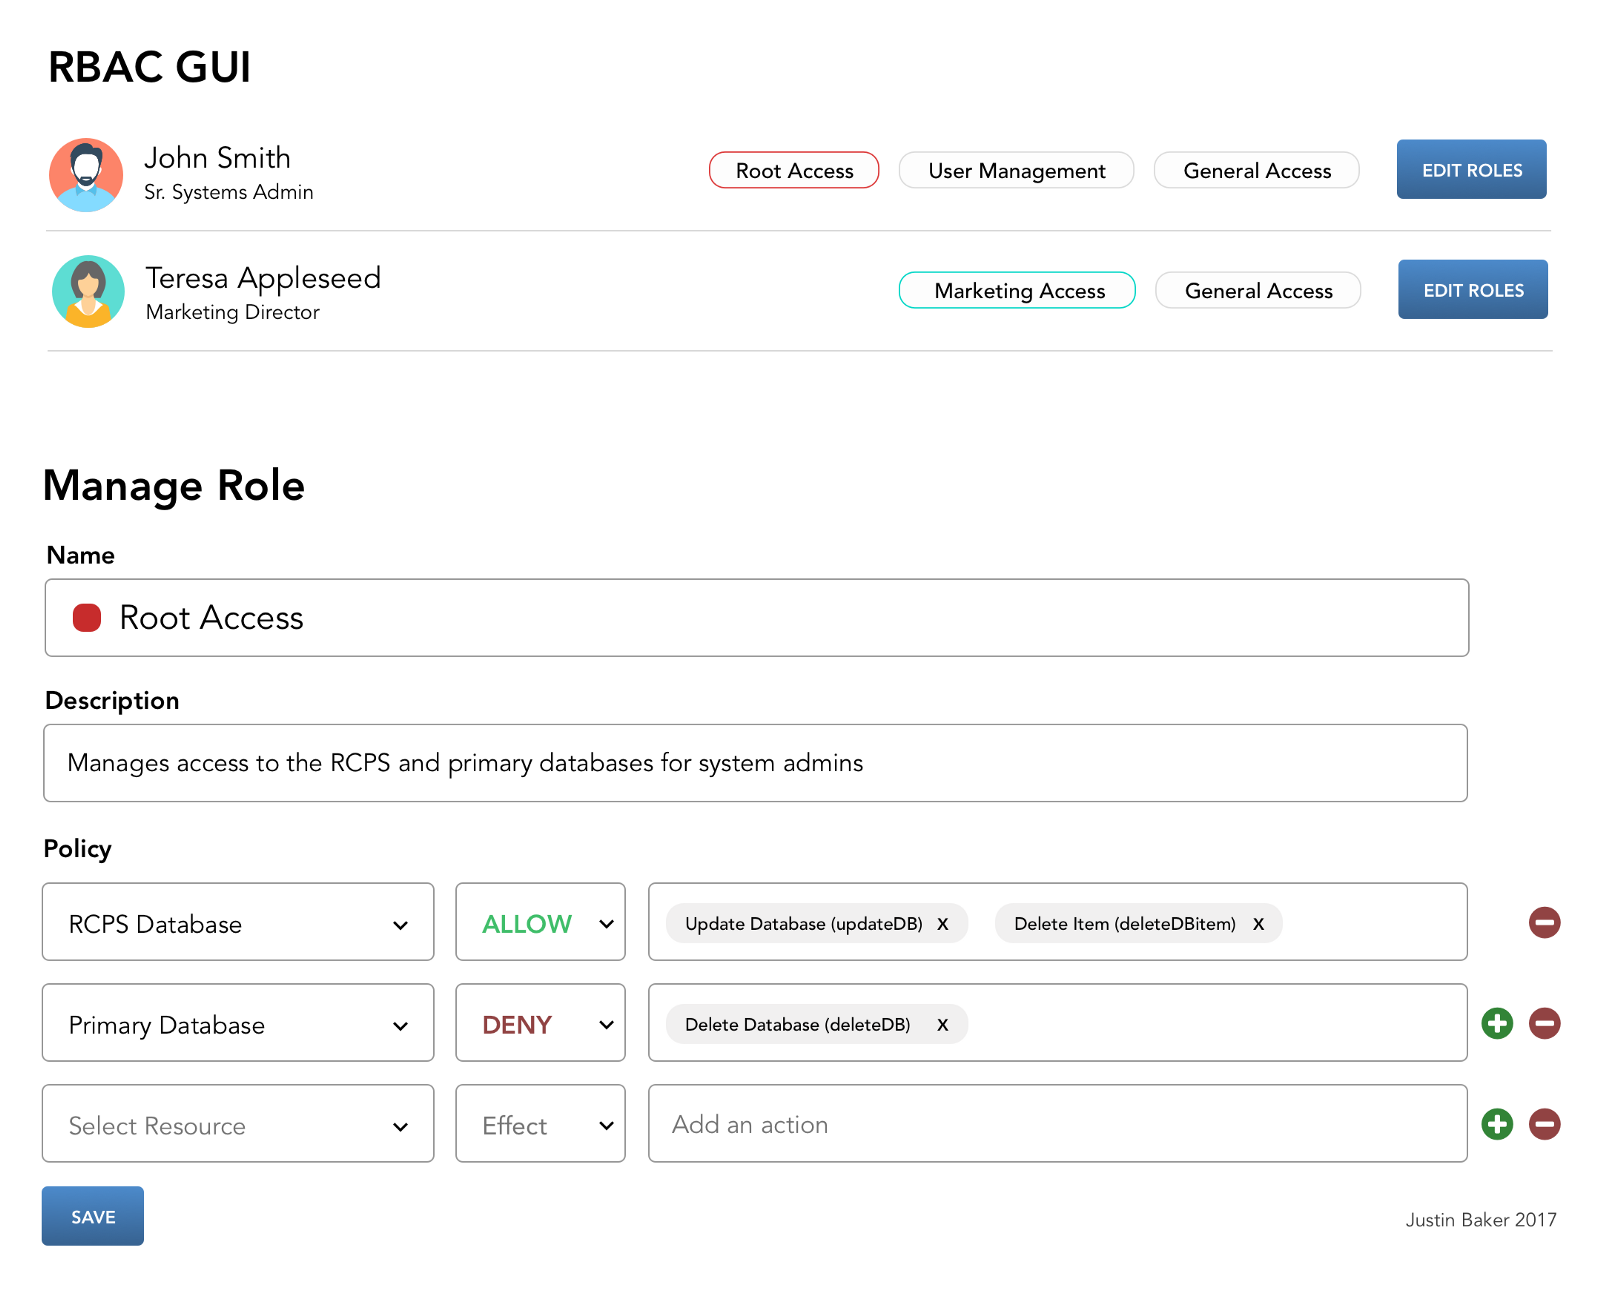 RBAC GUI
John Smith
Sr. Systems Admin
Root Access
User Management
General Access
EDIT ROLES
Teresa Appleseed
Marketing Director
Marketing Access
General Access
EDIT ROLES
Manage Role
Name
Root Access
Description
Manages access to the RCPS and primary databases for system admins
Policy
RCPS Database
ALLOW
Update Database (updateDB) X
Delete Item (deleteDBitem) X
Primary Database
DENY
Delete Database (deleteDB) X
Select Resource
Effect
Add an action
SAVE
Justin Baker 2017